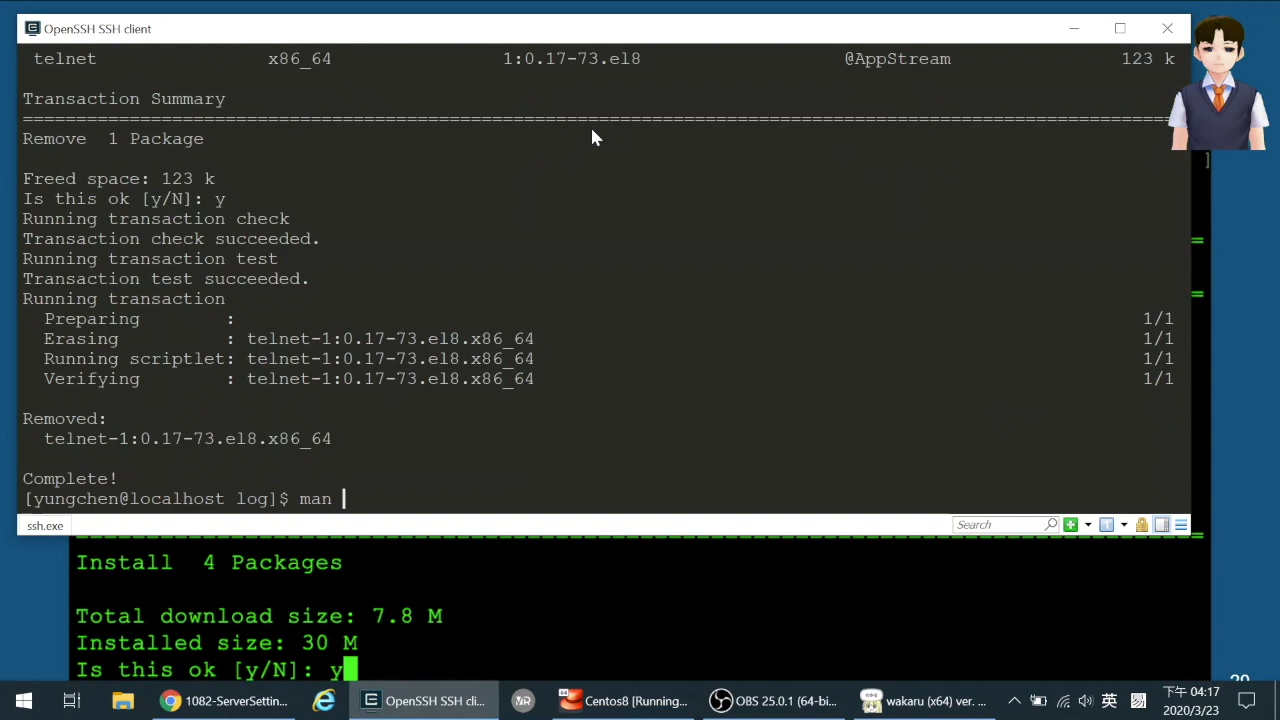 OpenSSH SSH client
telnet x86_64 1:0.17-73.el8 @AppStream 123 k
Transaction Summary
================================================================================
Remove 1 Package
Freed space: 123 k
Is this ok [y/N]: y
Running transaction check
Transaction check succeeded.
Running transaction test
Transaction test succeeded.
Running transaction
Preparing : 1/1
Erasing : telnet-1:0.17-73.el8.x86_64 1/1
Running scriptlet: telnet-1:0.17-73.el8.x86_64 1/1
Verifying : telnet-1:0.17-73.el8.x86_64 1/1
Removed:
telnet-1:0.17-73.el8.x86_64
Complete!
[yungchen@localhost log]$ man
ssh.exe Search
Install 4 Packages
Total download size: 7.8 M
Installed size: 30 M
Is this ok [y/N]: y
1082-ServerSettin... OpenSSH SSH cli... Centos8 [Running... OBS 25.0.1 (64-bi... wakaru (x64) ver. ... 英 下午 04:17
2020/3/23